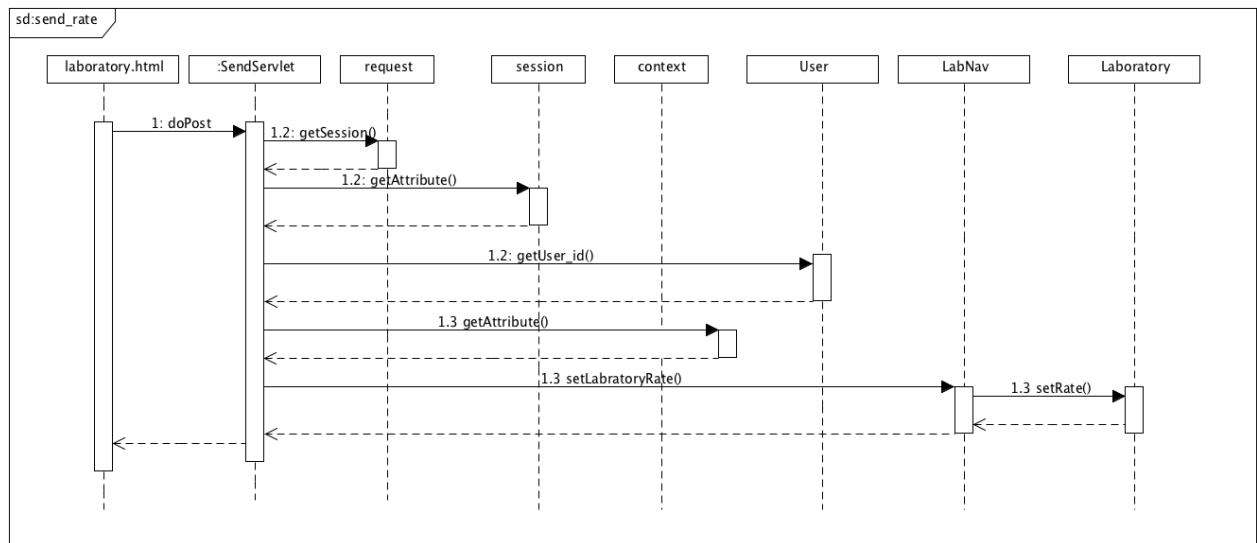 sd:send_rate
laboratory.html
:SendServlet
request
session
context
User
LabNav
Laboratory
1: doPost
1.2: getSession()
1.2: getAttribute()
1.2: getUser_id()
1.3 getAttribute()
1.3 setLabratoryRate()
1.3 setRate()